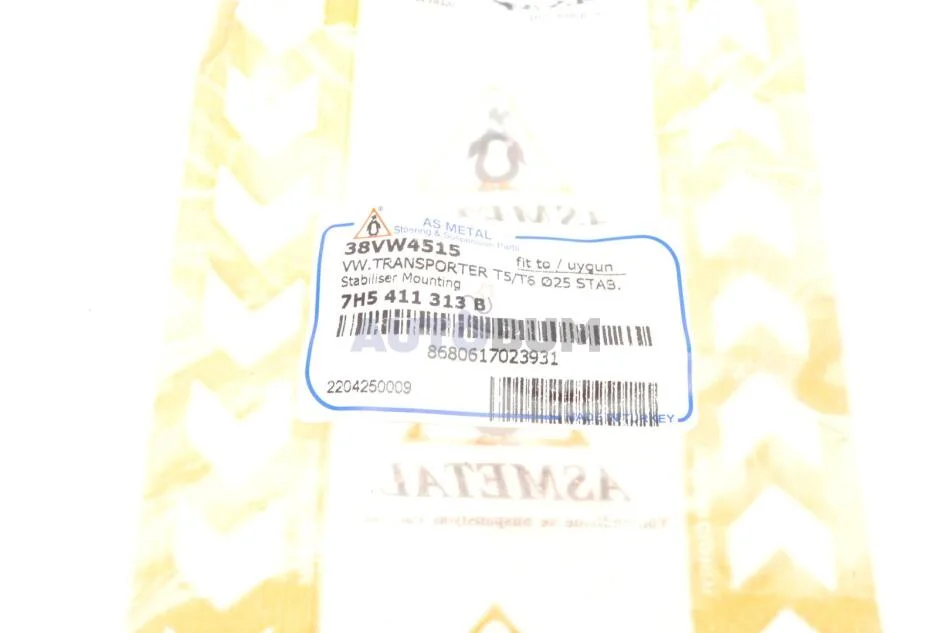 AS METAL
Steering & Suspension Parts
38VW4515
fit to / uygun
VW.TRANSPORTER T5/T6 Ø25 STAB.
Stabiliser Mounting
7H5 411 313 B
AUTODUM
8680617023931
2204250009
MADE IN TURKEY
ASMETAL